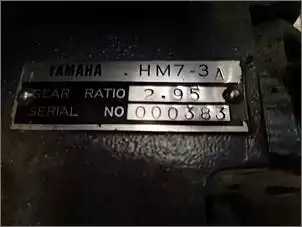 YAMAHA . HM7-3A
GEAR RATIO 2.95
SERIAL NO 000383